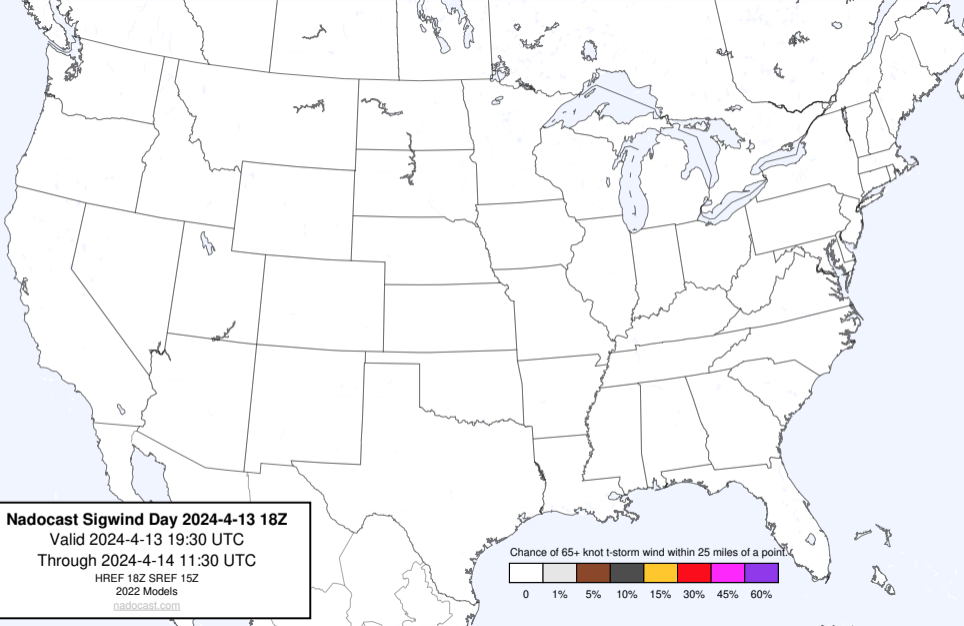 Nadocast Sigwind Day 2024-4-13 18Z
Valid 2024-4-13 19:30 UTC
Through 2024-4-14 11:30 UTC
HREF 18Z SREF 15Z
2022 Models
nadocast.com
Chance of 65+ knot t-storm wind within 25 miles of a point.
0 1% 5% 10% 15% 30% 45% 60%